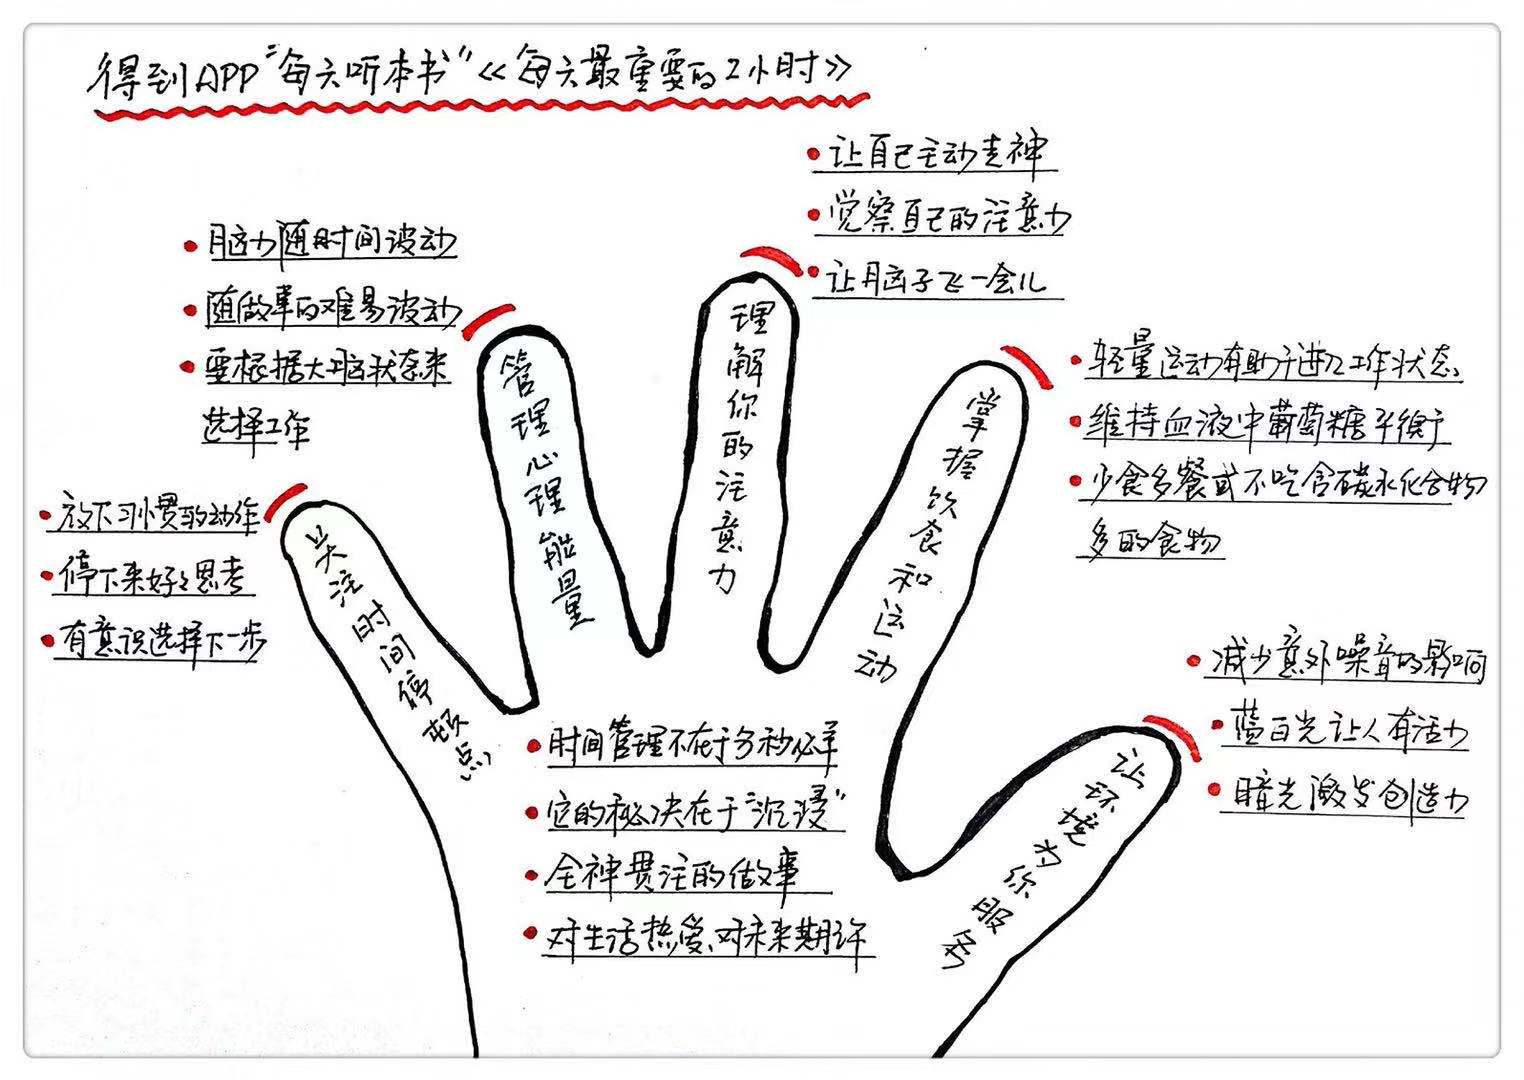 得到APP"每天听本书"《每天最重要的2小时》
关注时间停顿点
放下习惯的动作
停下来好好思考
有意识选择下一步
管理心理能量
脑力随时间波动
随做事的难易波动
要根据大脑状态来
选择工作
理解你的注意力
让自己主动走神
觉察自己的注意力
让脑子飞一会儿
掌握饮食和运动
轻量运动有助于进入工作状态
维持血液中葡萄糖平衡
少食多餐或不吃含碳水化合物
多的食物
让环境为你服务
减少意外噪音的影响
蓝白光让人有活力
暗光激发创造力
时间管理不在于分秒必争
它的秘决在于"沉浸"
全神贯注的做事
对生活热爱、对未来期许